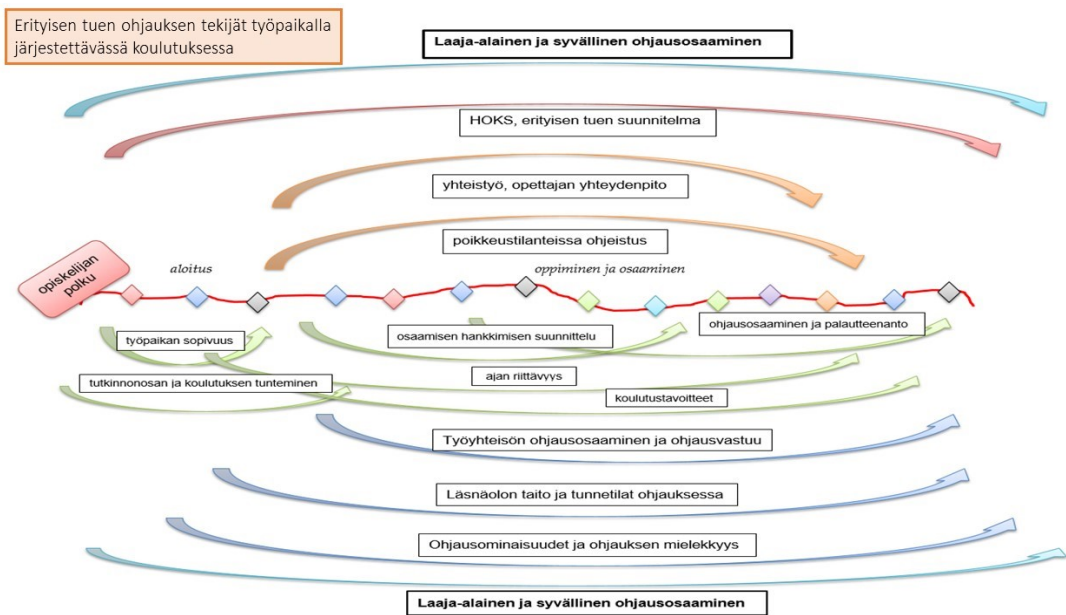 Erityisen tuen ohjauksen tekijät työpaikalla
järjestettävässä koulutuksessa
Laaja-alainen ja syvällinen ohjausosaaminen
HOKS, erityisen tuen suunnitelma
yhteistyö, opettajan yhteydenpito
poikkeustilanteissa ohjeistus
opiskelijan
polku
aloitus
oppiminen ja osaaminen
työpaikan sopivuus
osaamisen hankkimisen suunnittelu
ohjausosaaminen ja palautteenanto
tutkinnonosan ja koulutuksen tunteminen
ajan riittävyys
koulutustavoitteet
Työyhteisön ohjausosaaminen ja ohjausvastuu
Läsnäolon taito ja tunnetilat ohjauksessa
Ohjausominaisuudet ja ohjauksen mielekkyys
Laaja-alainen ja syvällinen ohjausosaaminen